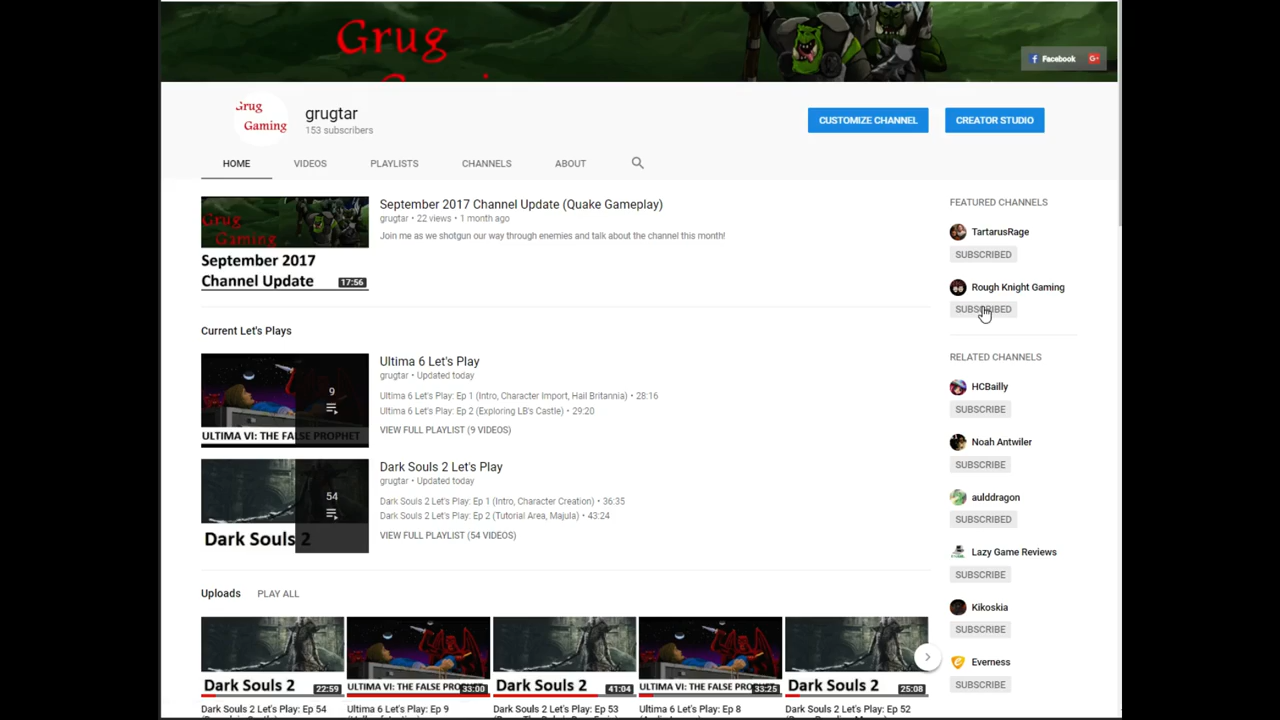 Grug
Facebook
Grug
Gaming
grugtar
153 subscribers
CUSTOMIZE CHANNEL
CREATOR STUDIO
HOME
VIDEOS
PLAYLISTS
CHANNELS
ABOUT
Grug
Gaming
September 2017
Channel Update
17:56
September 2017 Channel Update (Quake Gameplay)
grugtar • 22 views • 1 month ago
Join me as we shotgun our way through enemies and talk about the channel this month!
Current Let's Plays
9
ULTIMA VI: THE FALSE PROPHET
Ultima 6 Let's Play
grugtar • Updated today
Ultima 6 Let's Play: Ep 1 (Intro, Character Import, Hail Britannia) • 28:16
Ultima 6 Let's Play: Ep 2 (Exploring LB's Castle) • 29:20
VIEW FULL PLAYLIST (9 VIDEOS)
54
Dark Souls 2
Dark Souls 2 Let's Play
grugtar • Updated today
Dark Souls 2 Let's Play: Ep 1 (Intro, Character Creation) • 36:35
Dark Souls 2 Let's Play: Ep 2 (Tutorial Area, Majula) • 43:24
VIEW FULL PLAYLIST (54 VIDEOS)
Uploads
PLAY ALL
Dark Souls 2
22:59
Dark Souls 2 Let's Play: Ep 54
ULTIMA VI: THE FALSE
33:00
Ultima 6 Let's Play: Ep 9
Dark Souls 2
41:04
Dark Souls 2 Let's Play: Ep 53
ULTIMA VI: THE FALSE
33:25
Ultima 6 Let's Play: Ep 8
Dark Souls 2
25:08
Dark Souls 2 Let's Play: Ep 52
FEATURED CHANNELS
TartarusRage
SUBSCRIBED
Rough Knight Gaming
SUBSCRIBED
RELATED CHANNELS
HCBailly
SUBSCRIBE
Noah Antwiler
SUBSCRIBE
aulddragon
SUBSCRIBED
Lazy Game Reviews
SUBSCRIBE
Kikoskia
SUBSCRIBE
Everness
SUBSCRIBE